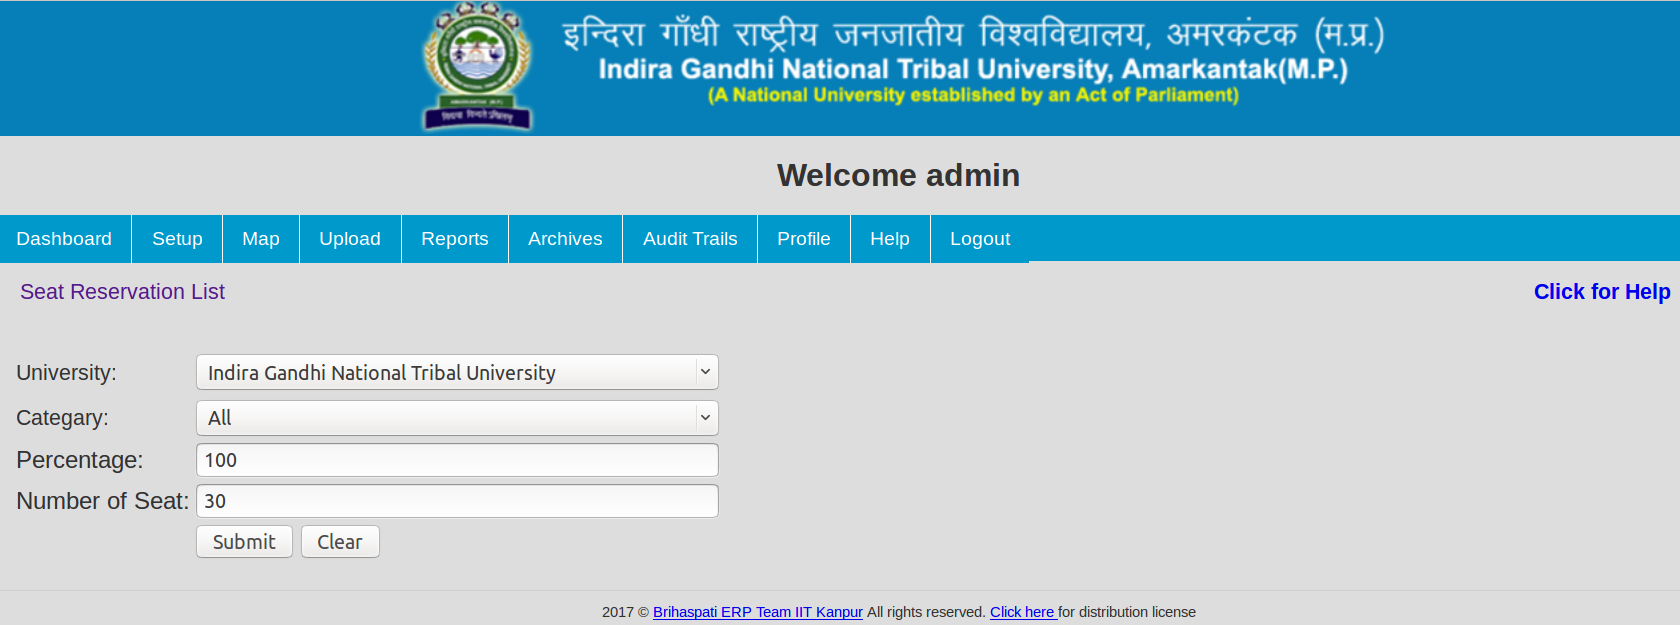 इन्दिरा गाँधी राष्ट्रीय जनजातीय विश्वविद्यालय, अमरकंटक (म.प्र.)
Indira Gandhi National Tribal University, Amarkantak(M.P.)
(A National University established by an Act of Parliament)
AMARKANTAK (M.P.)
Welcome admin
Dashboard Setup Map Upload Reports Archives Audit Trails Profile Help Logout
Seat Reservation List Click for Help
University: Indira Gandhi National Tribal University
Categary: All
Percentage: 100
Number of Seat: 30
Submit Clear
2017 © Brihaspati ERP Team IIT Kanpur All rights reserved. Click here for distribution license